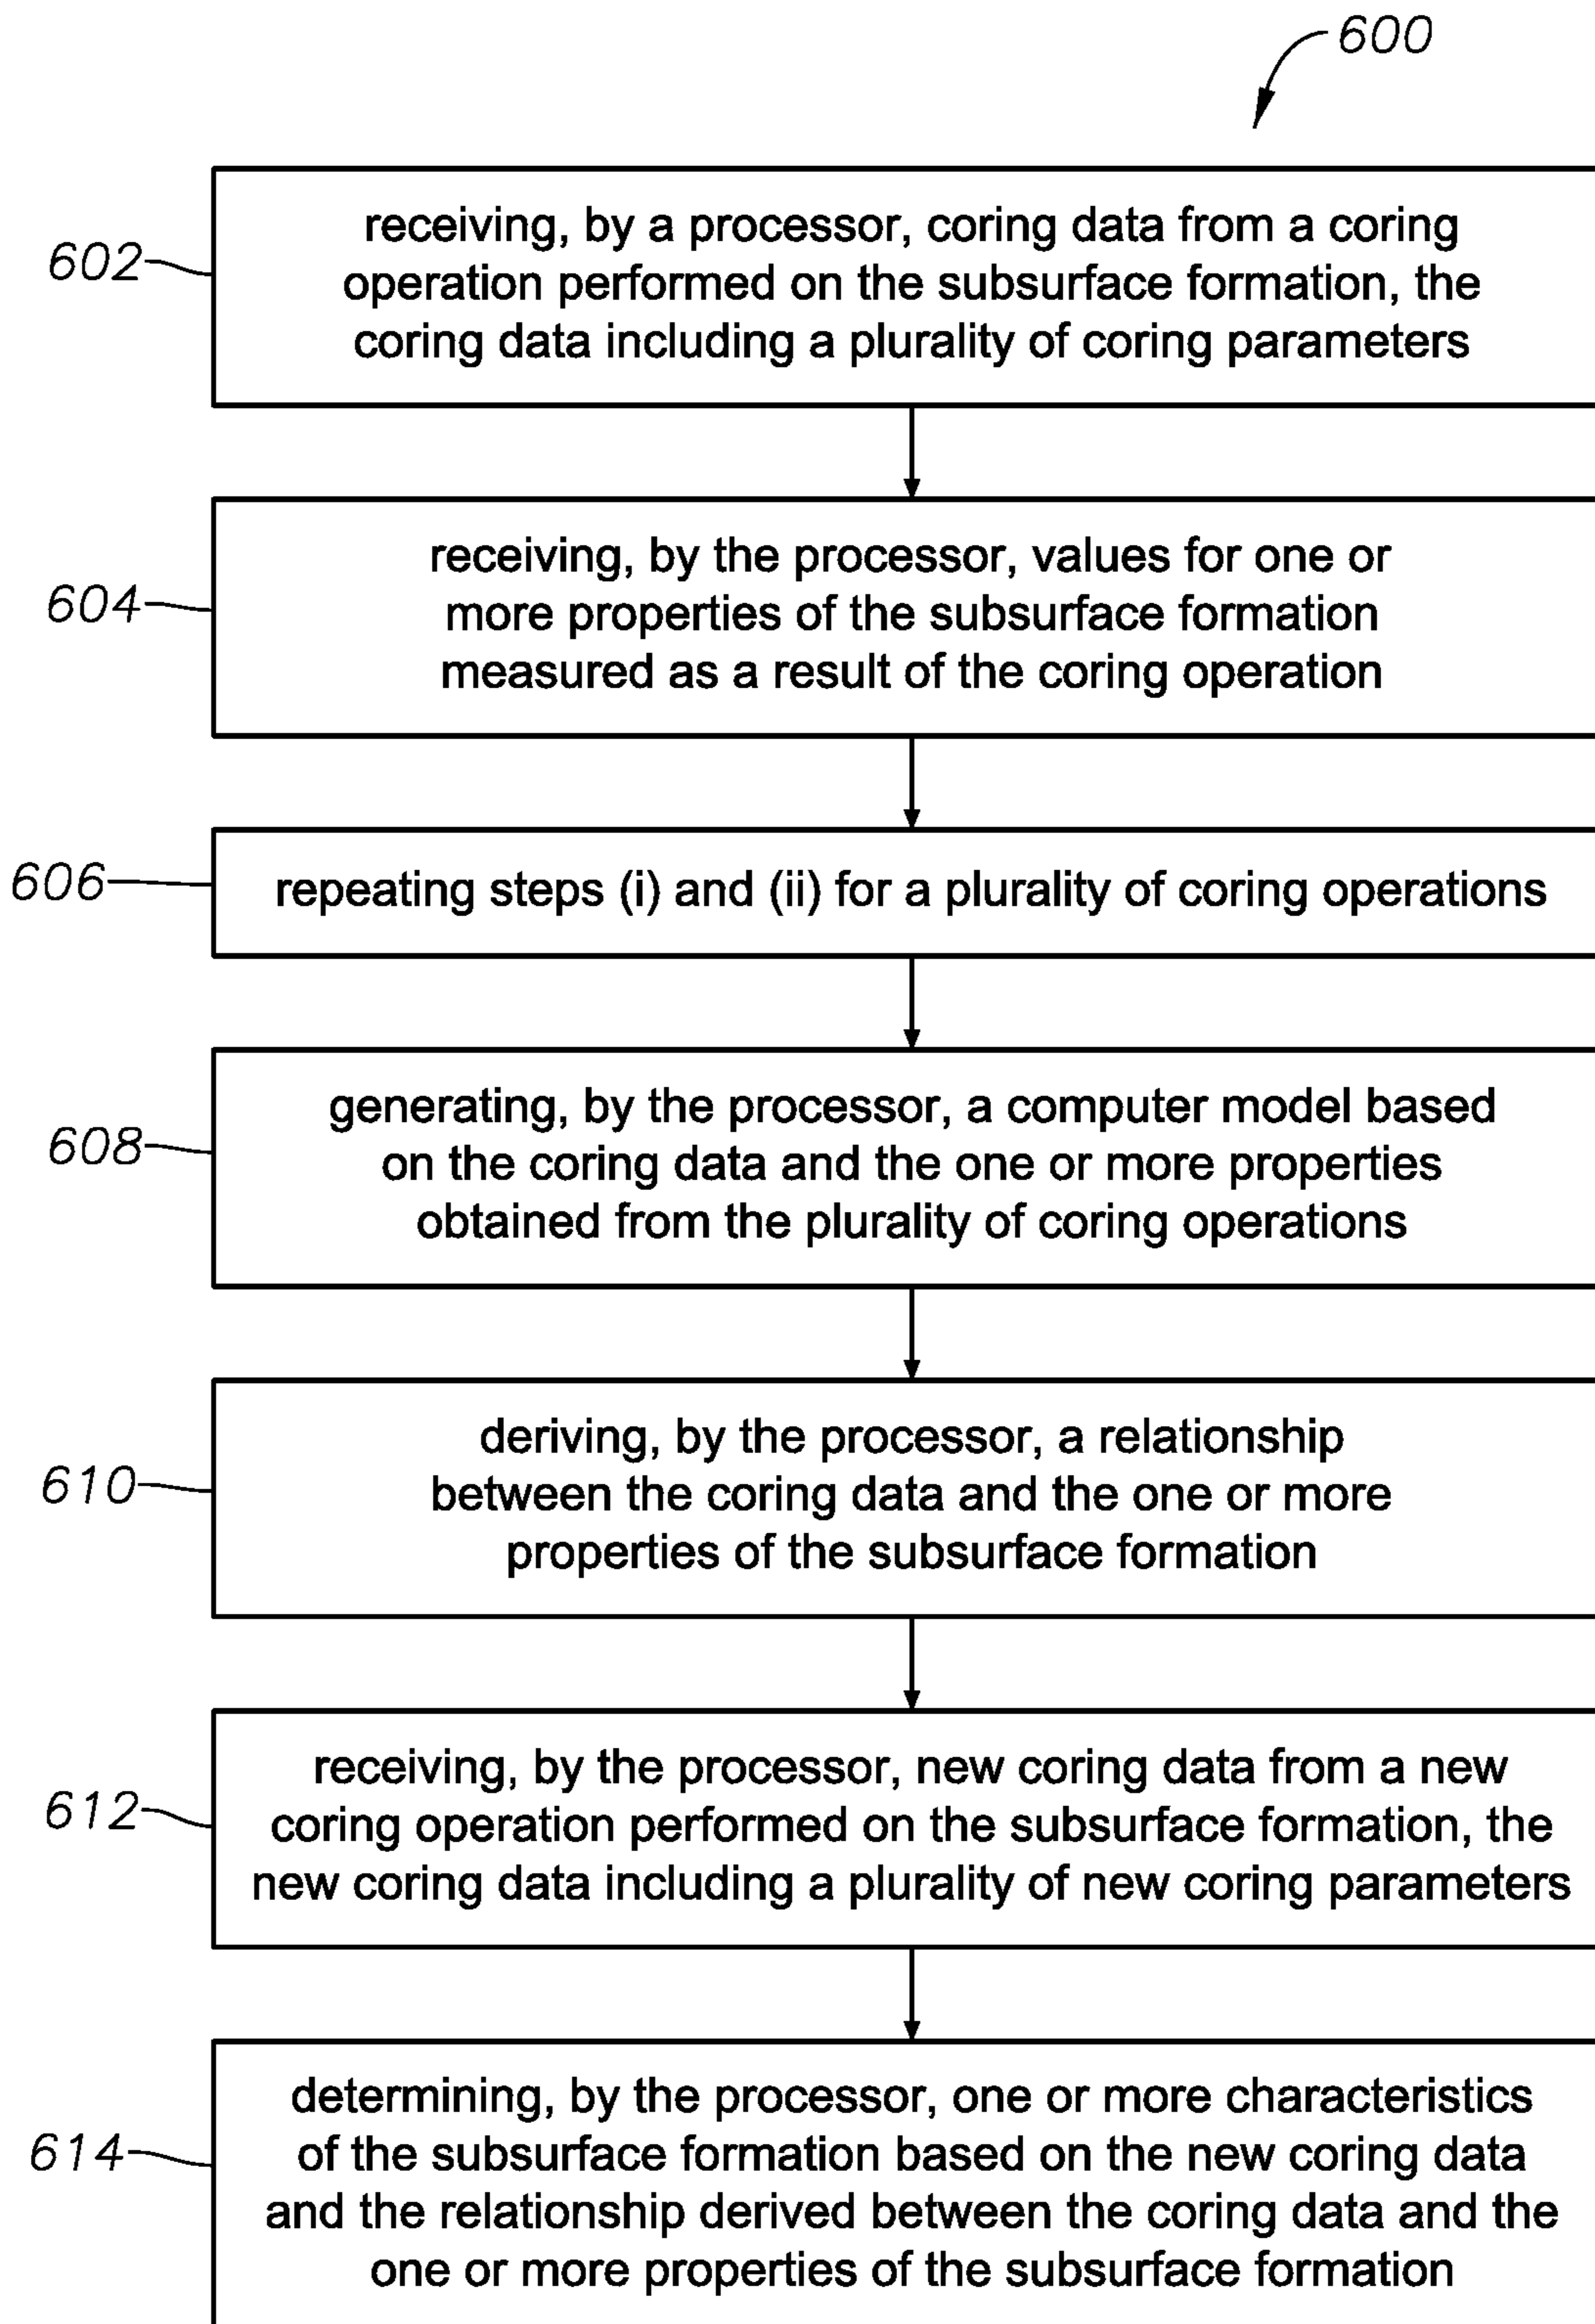 600
602
receiving, by a processor, coring data from a coring
operation performed on the subsurface formation, the
coring data including a plurality of coring parameters
604
receiving, by the processor, values for one or
more properties of the subsurface formation
measured as a result of the coring operation
606
repeating steps (i) and (ii) for a plurality of coring operations
608
generating, by the processor, a computer model based
on the coring data and the one or more properties
obtained from the plurality of coring operations
610
deriving, by the processor, a relationship
between the coring data and the one or more
properties of the subsurface formation
612
receiving, by the processor, new coring data from a new
coring operation performed on the subsurface formation, the
new coring data including a plurality of new coring parameters
614
determining, by the processor, one or more characteristics
of the subsurface formation based on the new coring data
and the relationship derived between the coring data and the
one or more properties of the subsurface formation